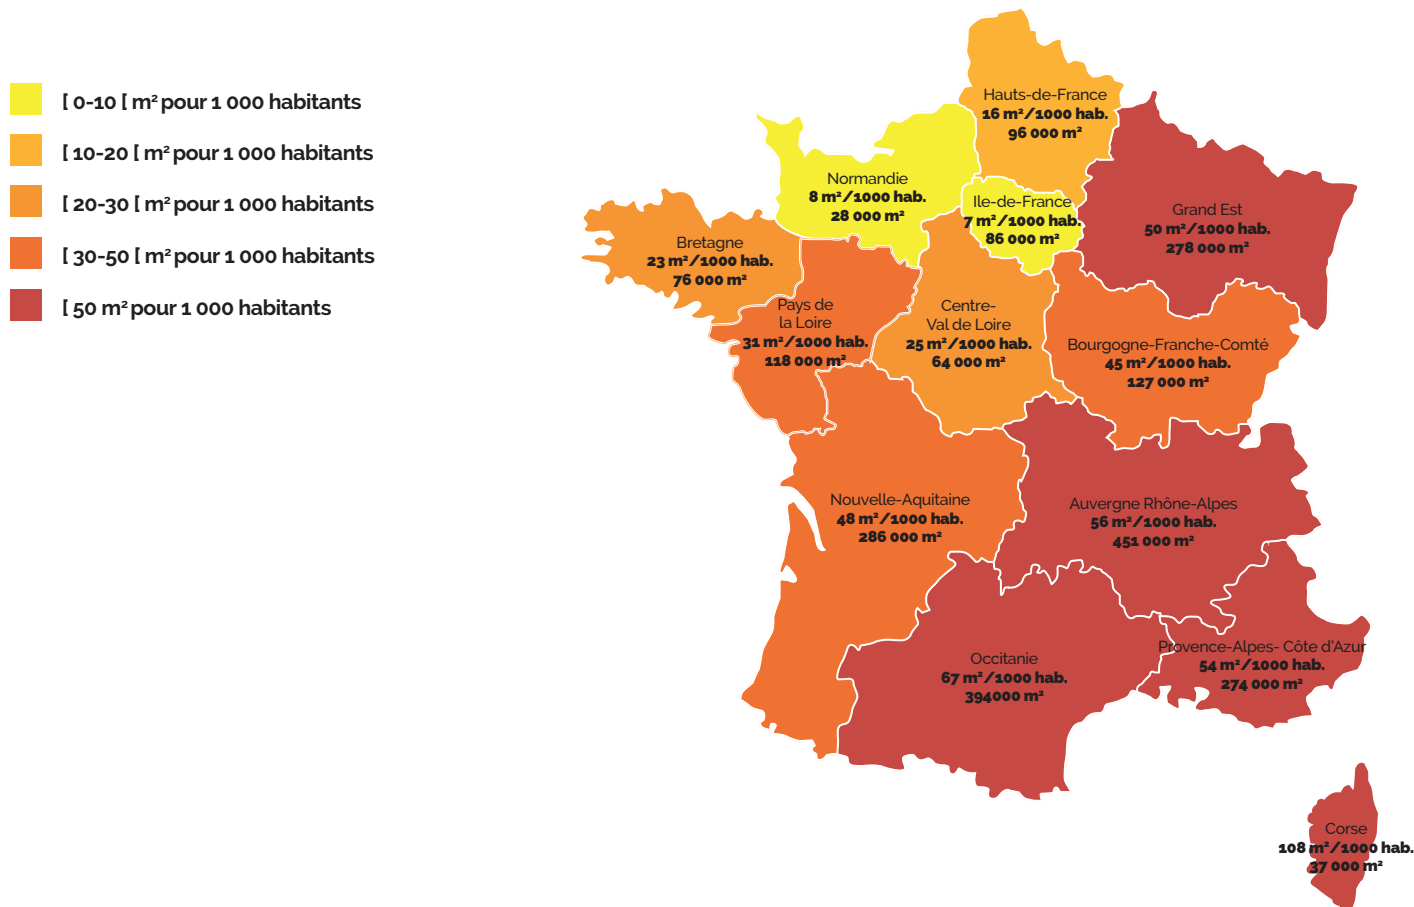 [ 0-10 [ m² pour 1 000 habitants
[ 10-20 [ m² pour 1 000 habitants
[ 20-30 [ m² pour 1 000 habitants
[ 30-50 [ m² pour 1 000 habitants
[ 50 m² pour 1 000 habitants
Hauts-de-France
16 m²/1000 hab.
96 000 m²
Normandie
8 m²/1000 hab.
28 000 m²
Ile-de-France
7 m²/1000 hab.
86 000 m²
Grand Est
50 m²/1000 hab.
278 000 m²
Bretagne
23 m²/1000 hab.
76 000 m²
Pays de
la Loire
31 m²/1000 hab.
118 000 m²
Centre-
Val de Loire
25 m²/1000 hab.
64 000 m²
Bourgogne-Franche-Comté
45 m²/1000 hab.
127 000 m²
Nouvelle-Aquitaine
48 m²/1000 hab.
286 000 m²
Auvergne Rhône-Alpes
56 m²/1000 hab.
451 000 m²
Occitanie
67 m²/1000 hab.
394000 m²
Provence-Alpes- Côte d'Azur
54 m²/1000 hab.
274 000 m²
Corse
108 m²/1000 hab.
37 000 m²